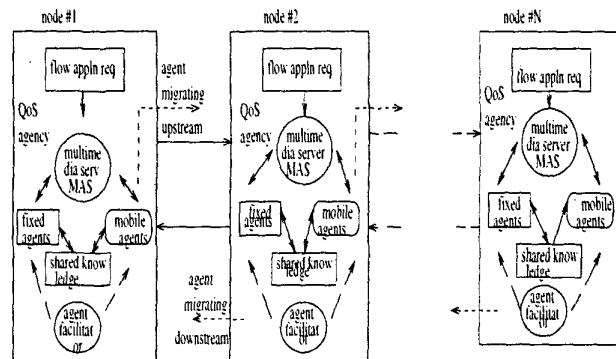 node #1
node #2
node #N
flow appln req
agent
migrating
upstream
QoS
agency
multime
dia serv
MAS
fixed
agents
mobile
agents
shared know
ledge
agent
facilitat
or
agent
migrating
downstream
flow appln req
QoS
agency
multime
dia server
MAS
fixed
agents
mobile
agents
shared know
ledge
agent
facilitat
or
flow appln req
QoS
agency
multime
dia server
MAS
fixed
agents
mobile
agents
shared know
ledge
agent
facilitat
or